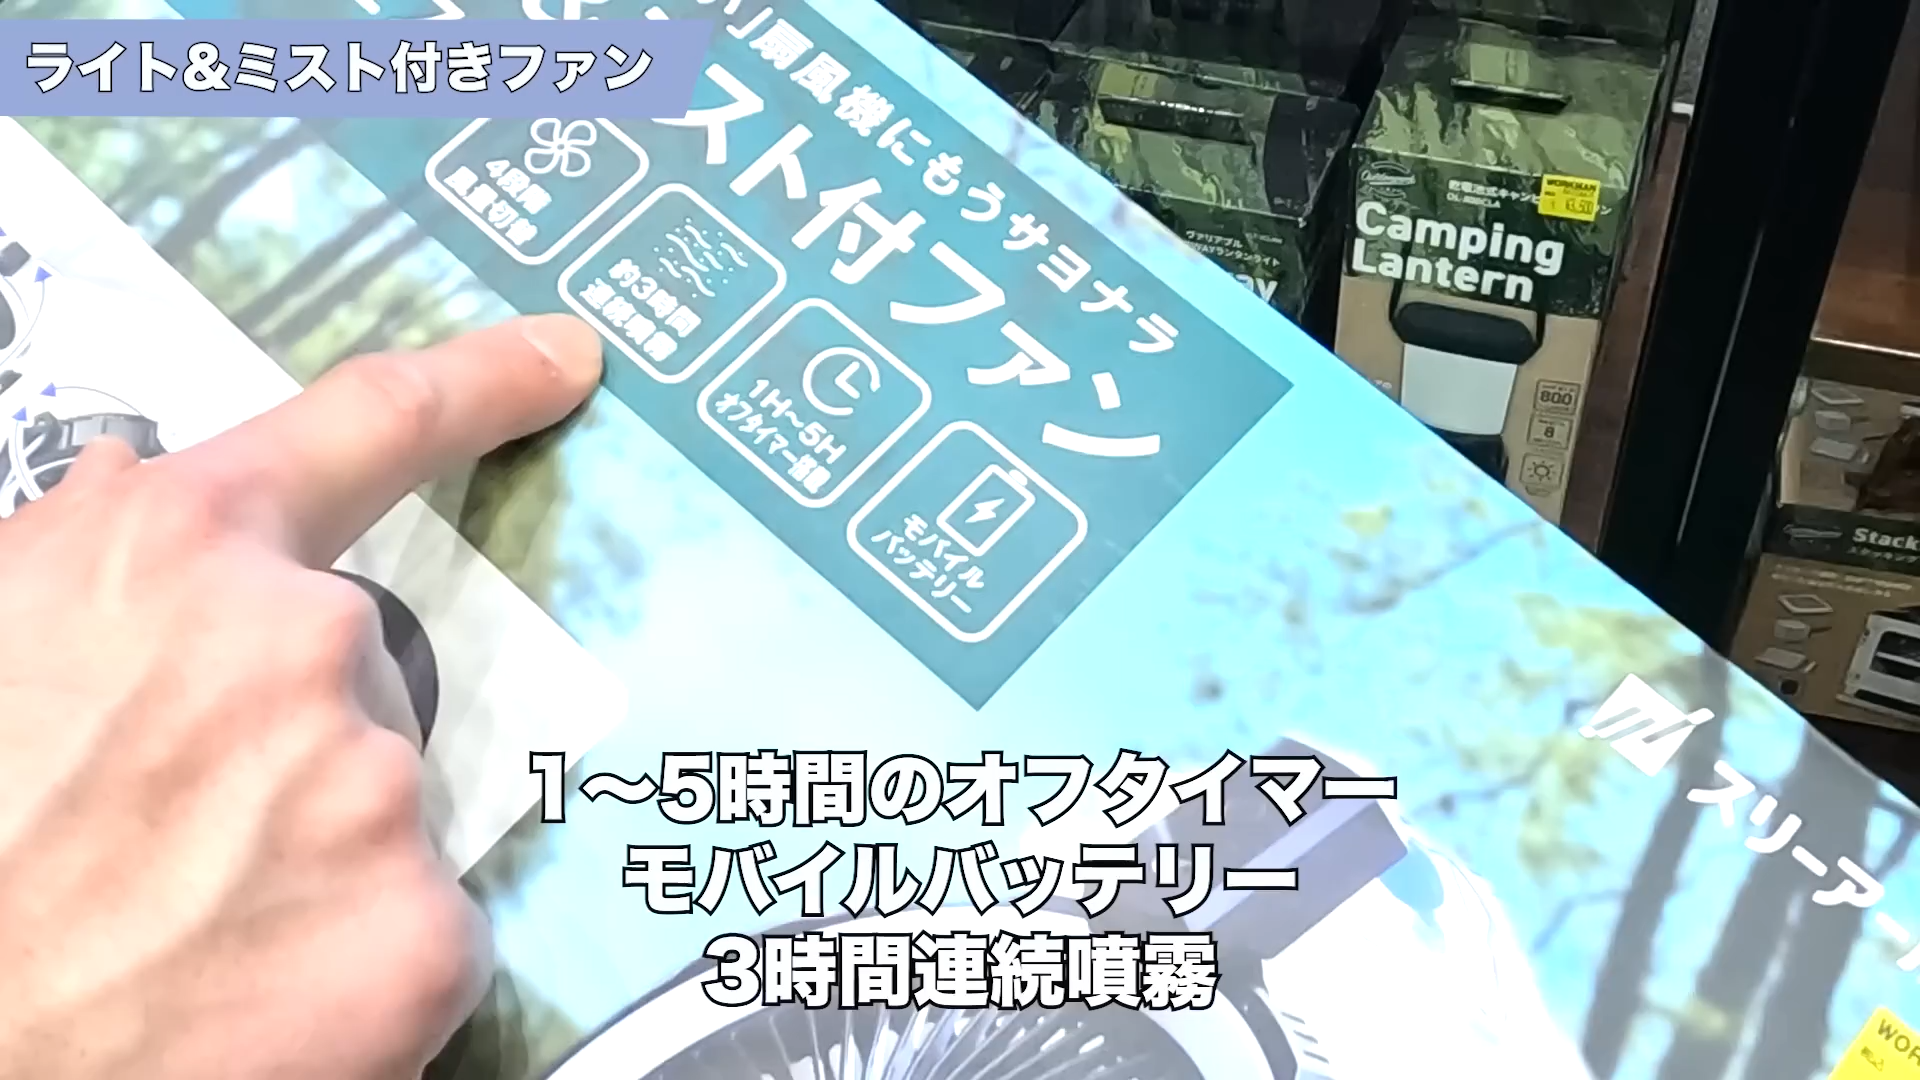 ライト&ミスト付きファン
扇風機にもうサヨナラ
スト付ファン
4段階
風量切替
約3時間
連続噴霧
1H〜5H
オフタイマー搭載
モバイル
バッテリー
スリーアー
Camping
Lantern
WORKMAN
800
8
Stack
1〜5時間のオフタイマー
モバイルバッテリー
3時間連続噴霧